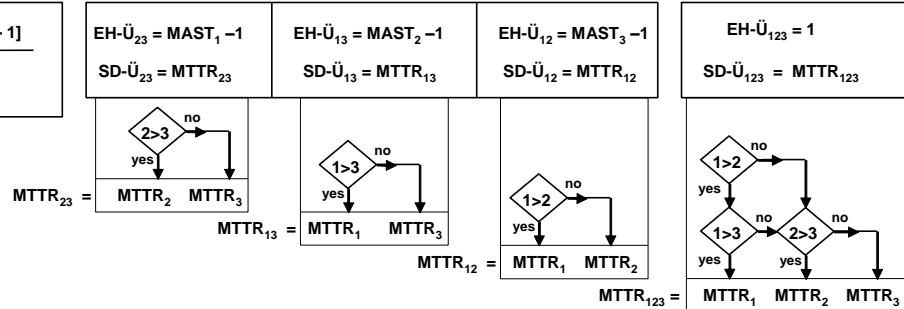 - 1]
EH-Ü₂₃ = MAST₁ –1
SD-Ü₂₃ = MTTR₂₃
EH-Ü₁₃ = MAST₂ –1
SD-Ü₁₃ = MTTR₁₃
EH-Ü₁₂ = MAST₃ –1
SD-Ü₁₂ = MTTR₁₂
EH-Ü₁₂₃ = 1
SD-Ü₁₂₃ = MTTR₁₂₃
2>3
no
yes
MTTR₂₃ = MTTR₂ MTTR₃
1>3
no
yes
MTTR₁₃ = MTTR₁ MTTR₃
1>2
no
yes
MTTR₁₂ = MTTR₁ MTTR₂
1>2
no
yes
1>3
no
2>3
no
yes
yes
MTTR₁₂₃ = MTTR₁ MTTR₂ MTTR₃